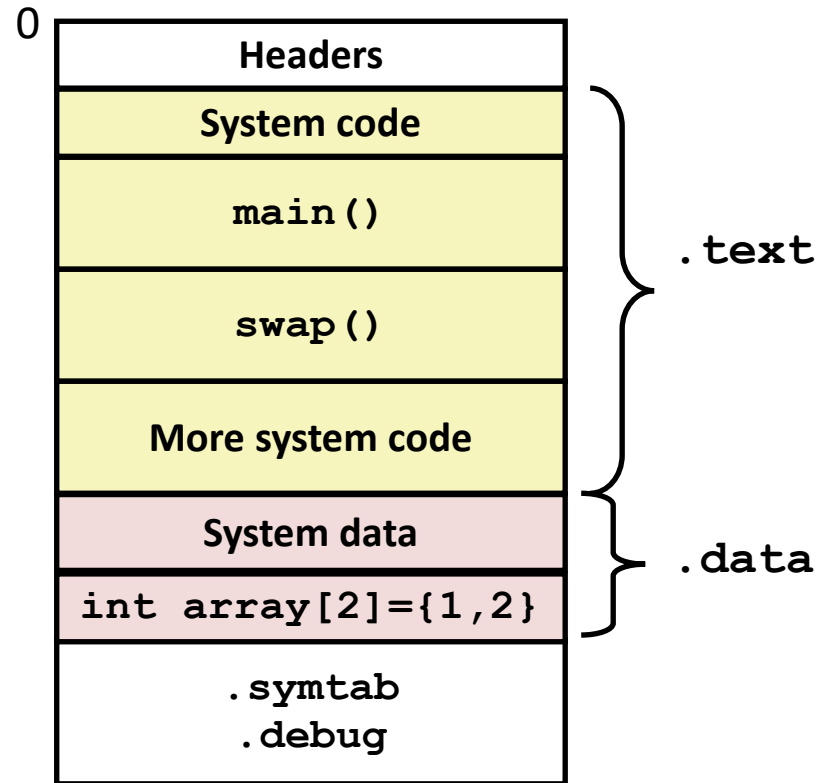 0
Headers
System code
main()
.text
swap()
More system code
System data
.data
int array[2]={1,2}
.symtab
.debug